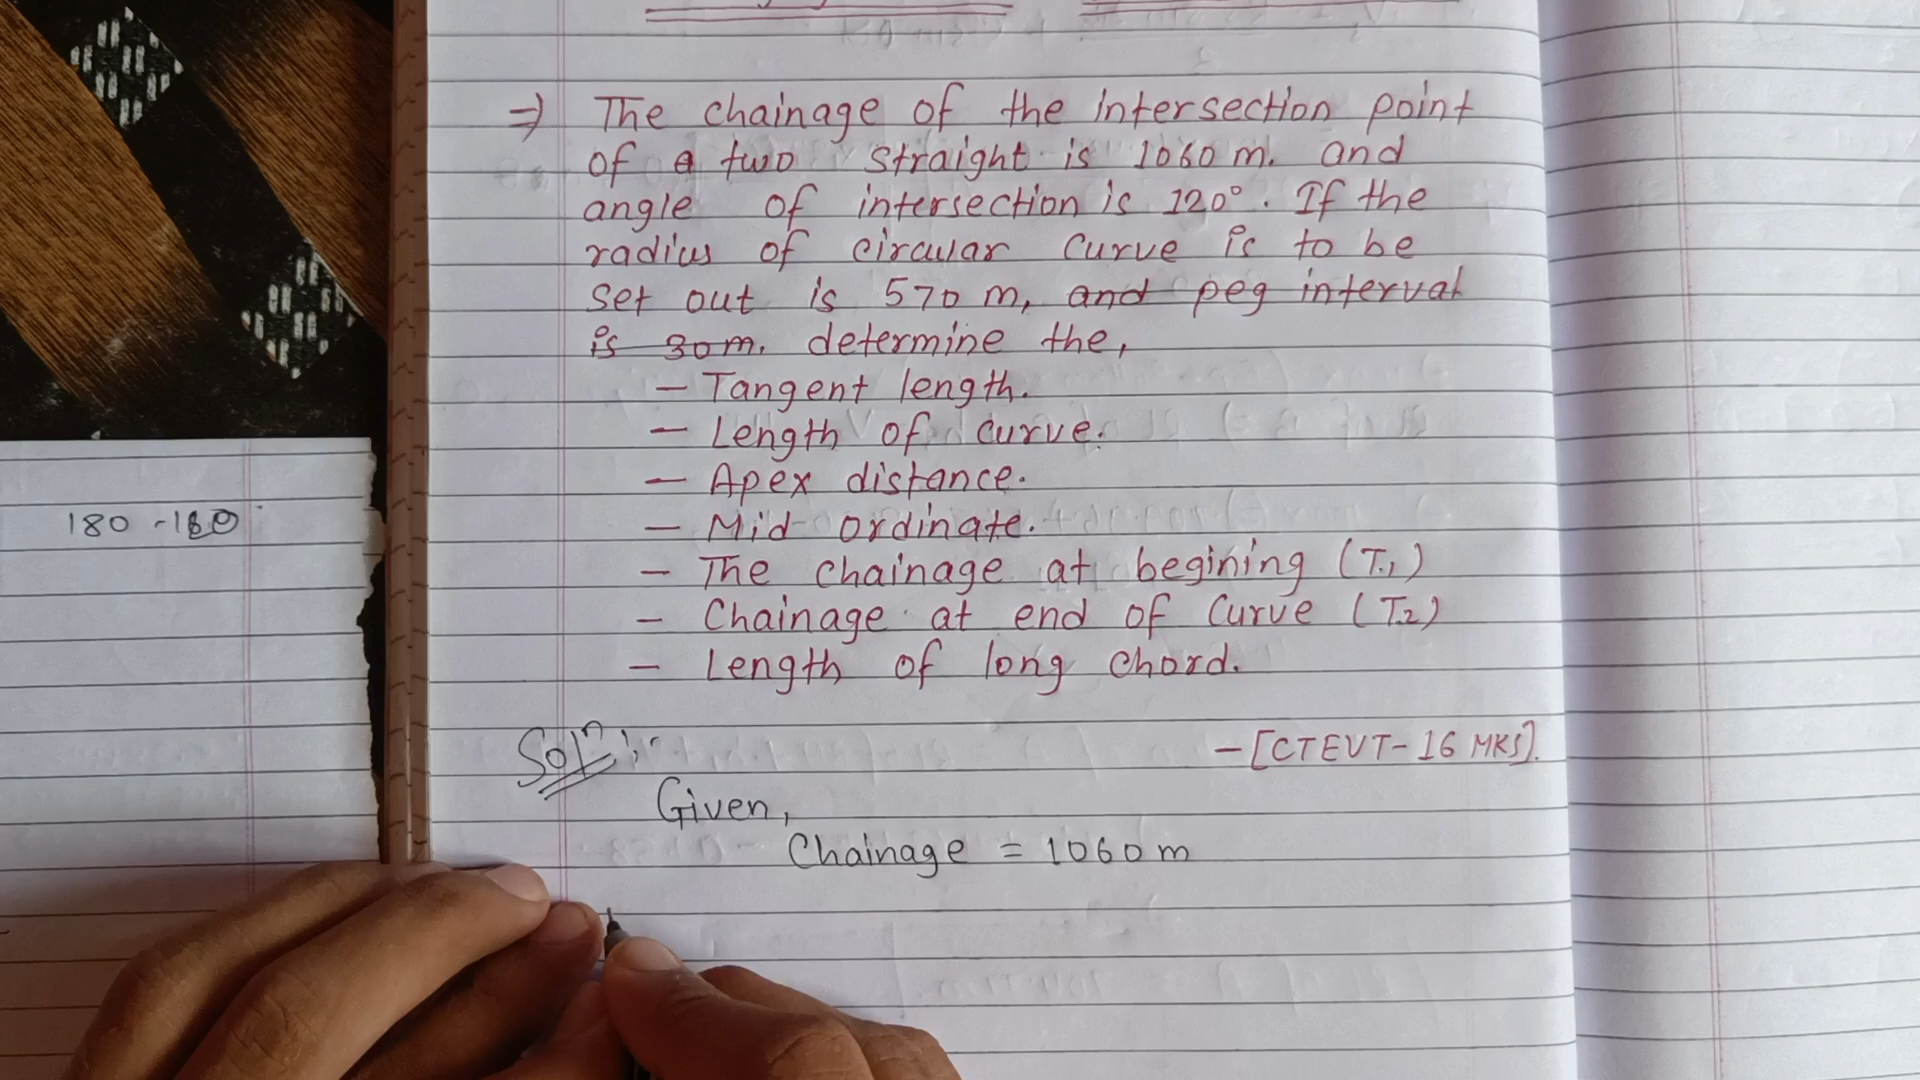 ⇒ The chainage of the intersection point
of a two straight is 1060 m. and
angle of intersection is 120°. If the
radius of circular curve is to be
set out is 570 m, and peg interval
is 30m. determine the,
– Tangent length.
– Length of curve.
– Apex distance.
– Mid ordinate.
– The chainage at begining (T1)
– Chainage at end of curve (T2)
– Length of long chord.
– [CTEVT – 16 MKS].
Soln:-
Given,
Chainage = 1060 m
180 - 180